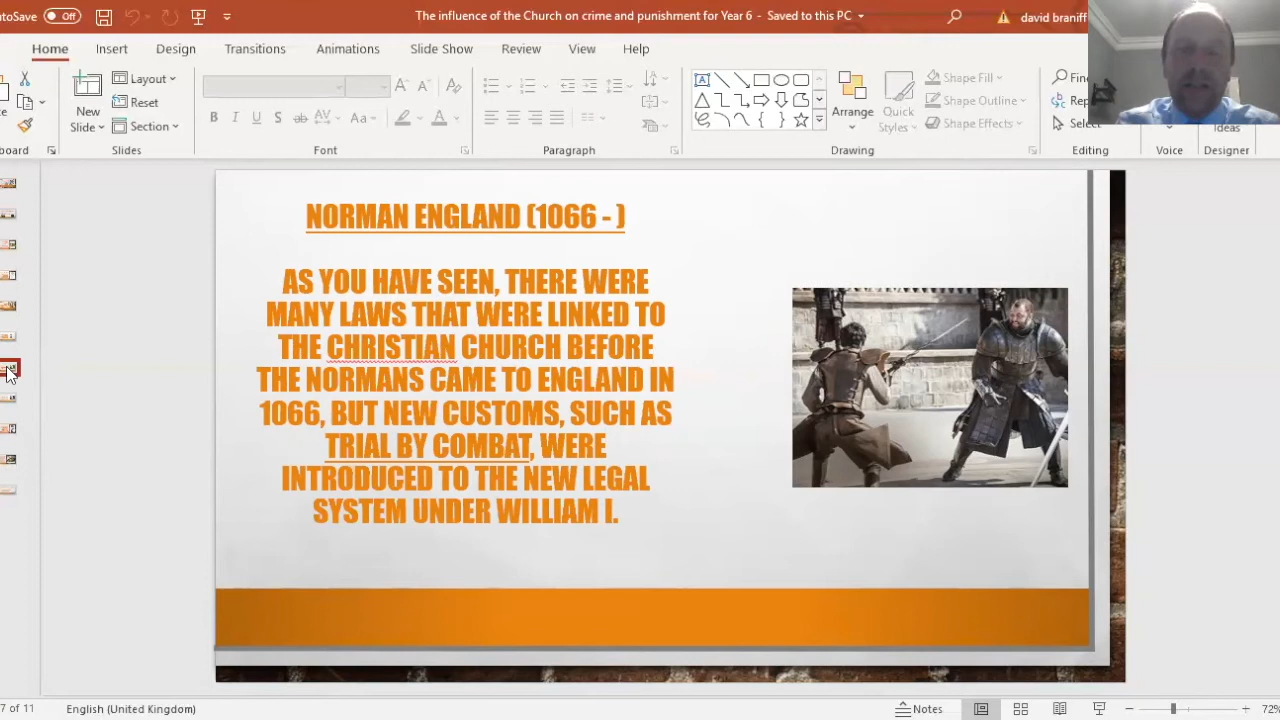 utoSave Off
The influence of the Church on crime and punishment for Year 6 - Saved to this PC
david braniff
Home Insert Design Transitions Animations Slide Show Review View Help
New
Slide
Layout
Reset
Section
Slides
B I U S
Aa
Font
Paragraph
Arrange
Quick
Styles
Shape Fill
Shape Outline
Shape Effects
Drawing
Select
Editing
Voice
Ideas
Designer
NORMAN ENGLAND (1066 - )
AS YOU HAVE SEEN, THERE WERE
MANY LAWS THAT WERE LINKED TO
THE CHRISTIAN CHURCH BEFORE
THE NORMANS CAME TO ENGLAND IN
1066, BUT NEW CUSTOMS, SUCH AS
TRIAL BY COMBAT, WERE
INTRODUCED TO THE NEW LEGAL
SYSTEM UNDER WILLIAM I.
7 of 11 English (United Kingdom) Notes 72%